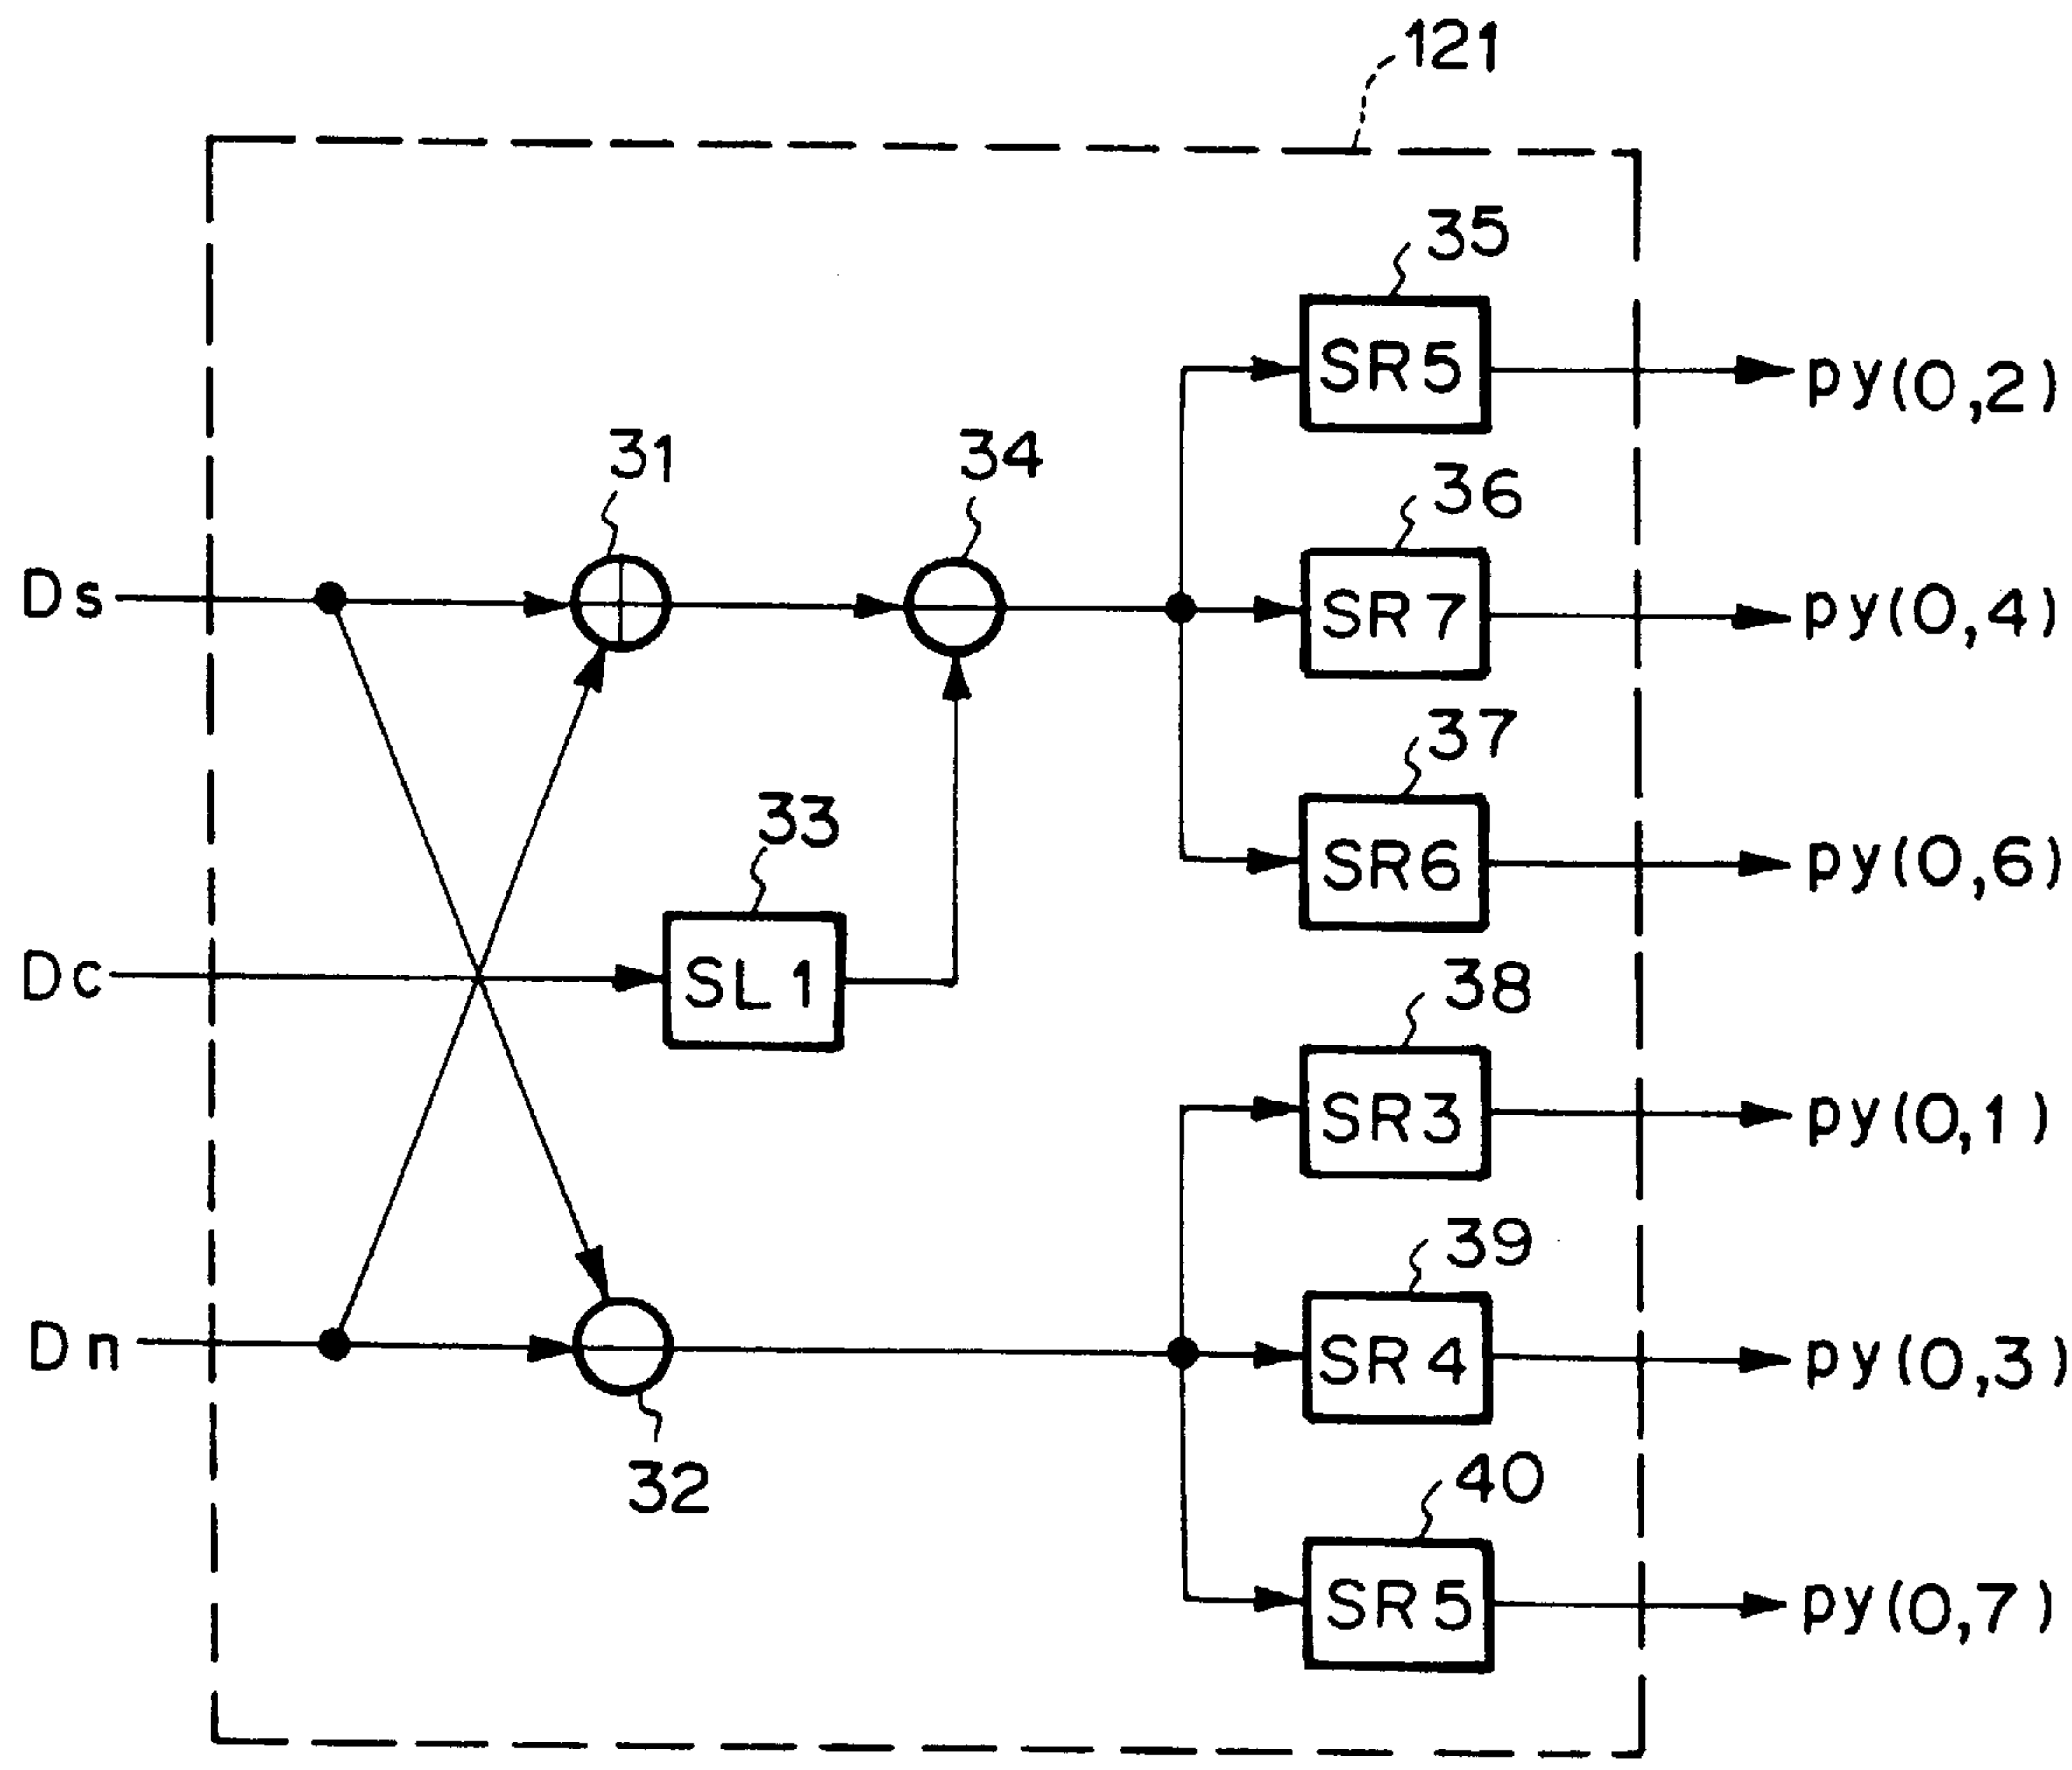 121
35
SR5
py(0,2)
31
34
36
Ds
SR7
py(0,4)
37
33
SR6
py(0,6)
Dc
SL1
38
SR3
py(0,1)
39
Dn
SR4
py(0,3)
32
40
SR5
py(0,7)